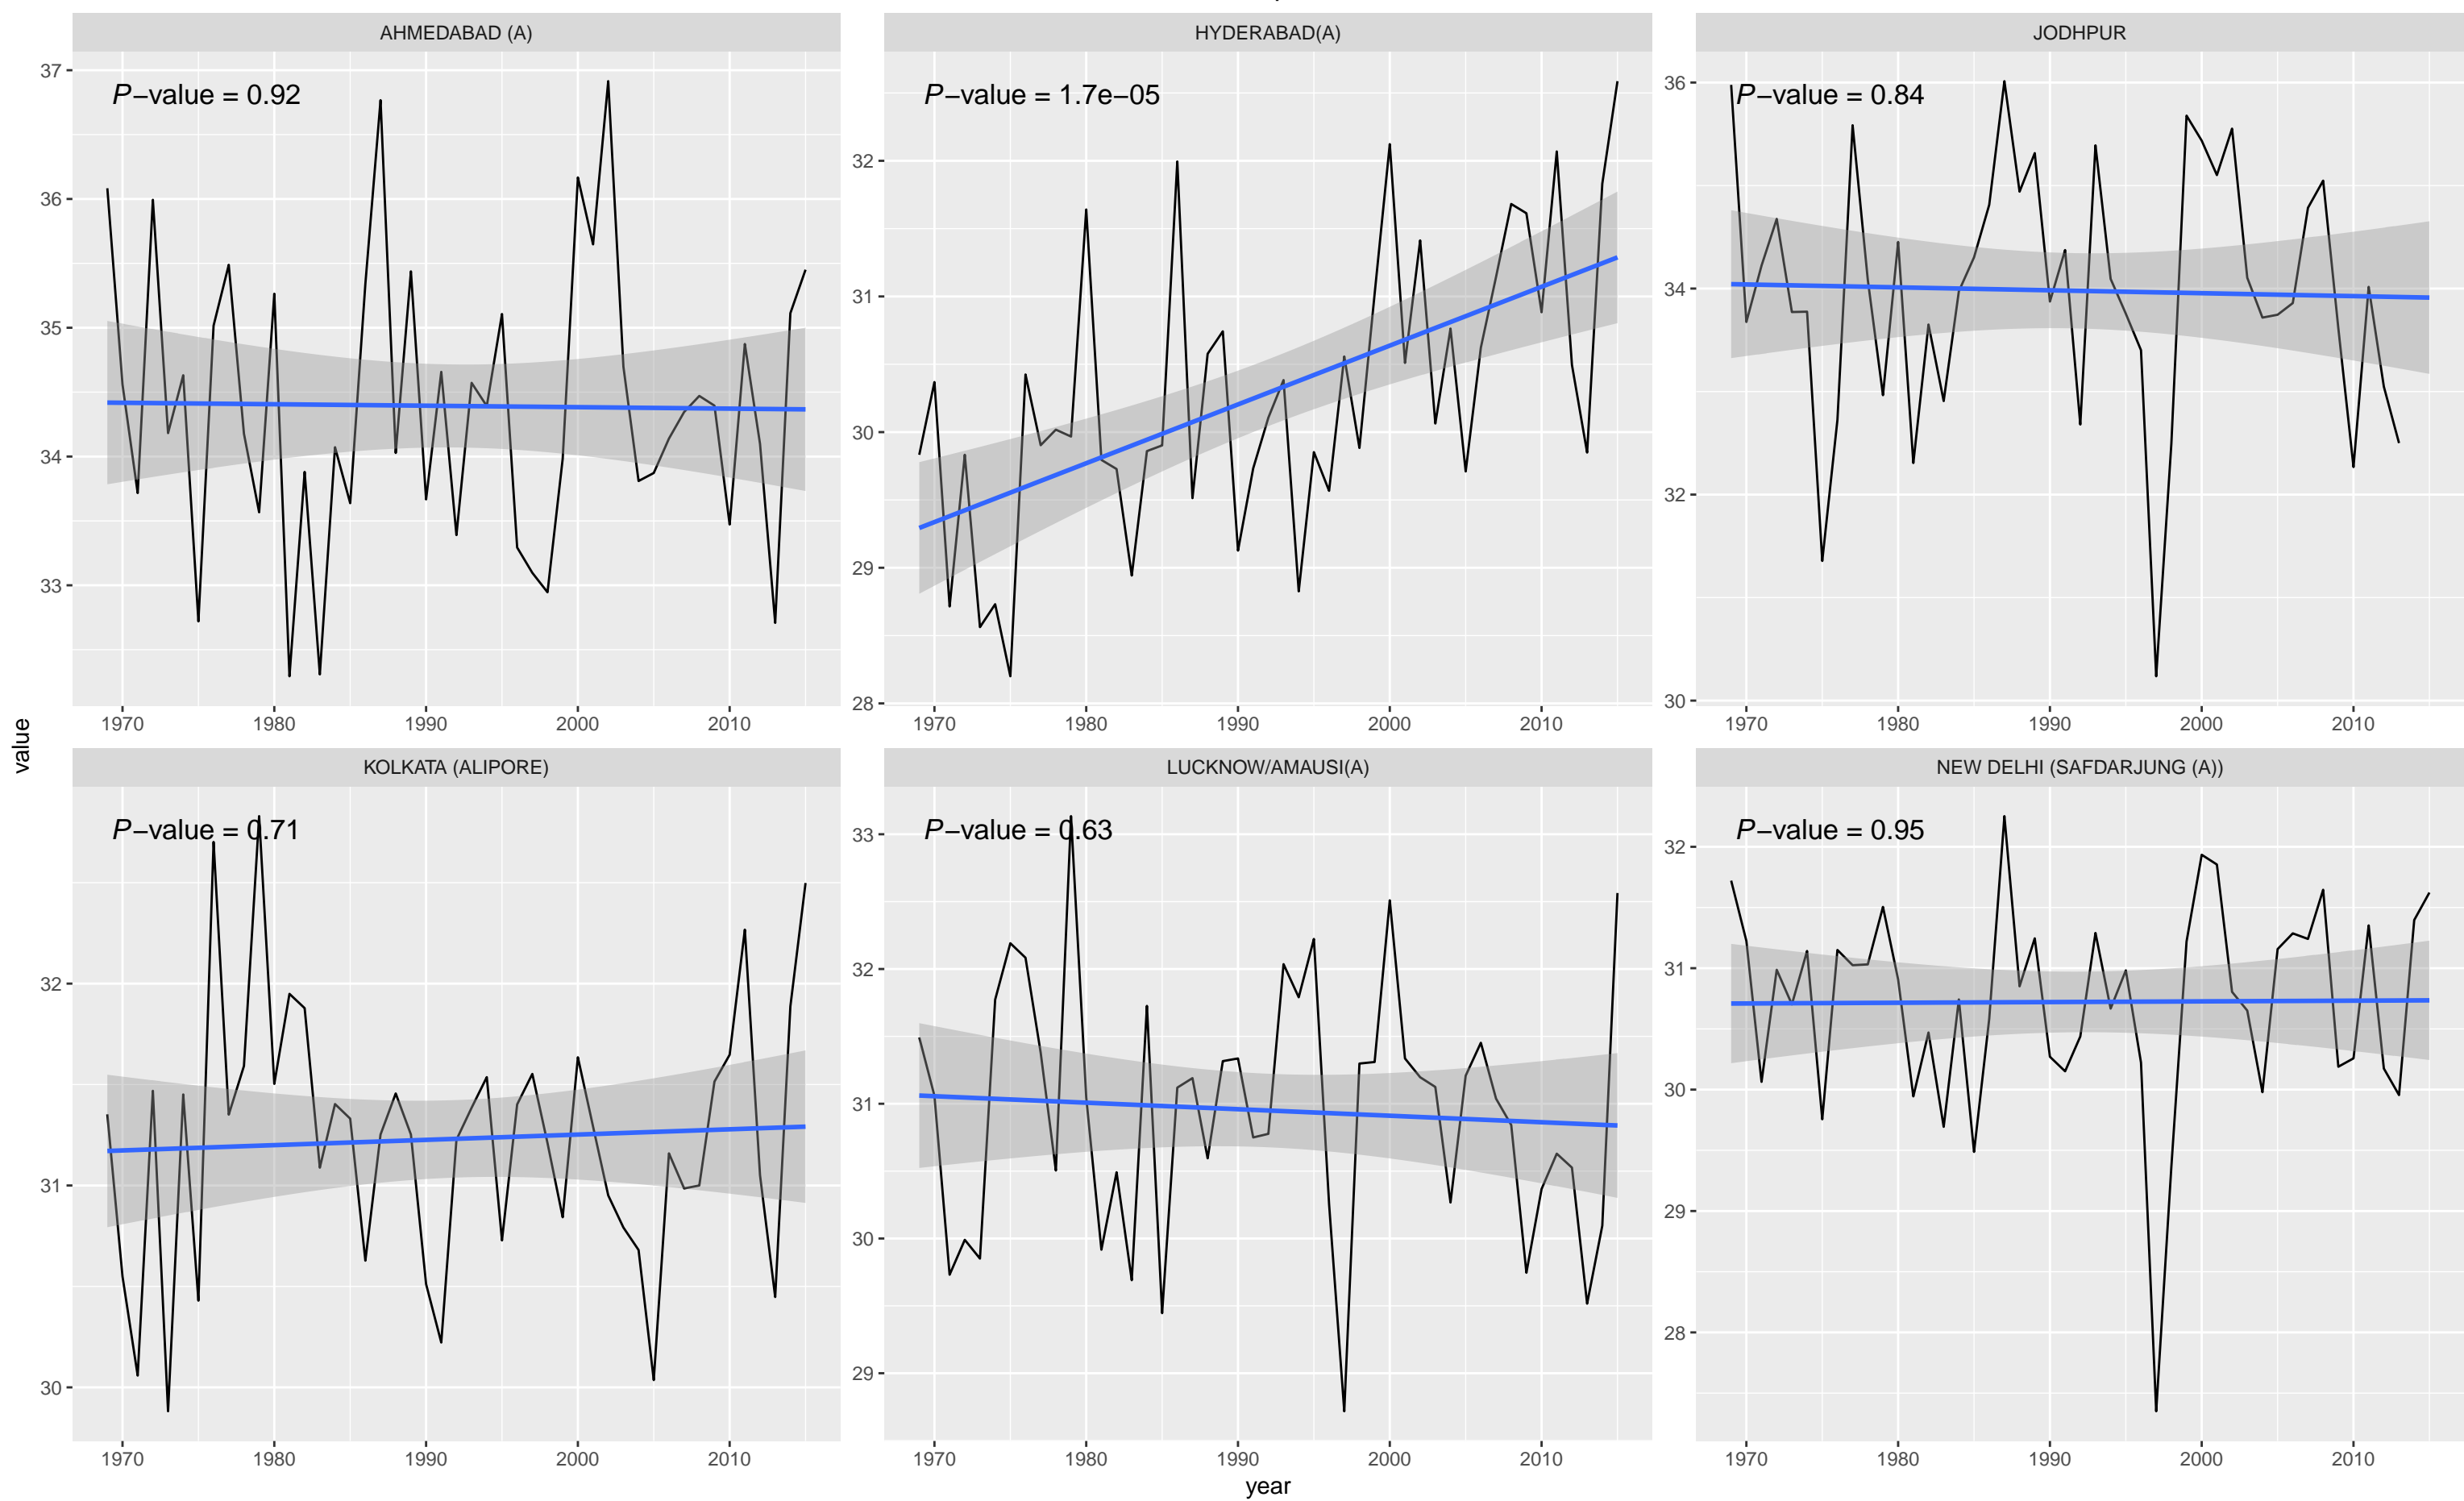 AHMEDABAD (A)
HYDERABAD(A)
JODHPUR
P−value = 0.92
P−value = 1.7e−05
P−value = 0.84
37
36
35
34
33
32
31
30
29
28
36
34
32
30
1970 1980 1990 2000 2010
1970 1980 1990 2000 2010
1970 1980 1990 2000 2010
value
KOLKATA (ALIPORE)
LUCKNOW/AMAUSI(A)
NEW DELHI (SAFDARJUNG (A))
P−value = 0.71
P−value = 0.63
P−value = 0.95
32
31
30
33
32
31
30
29
32
31
30
29
28
1970 1980 1990 2000 2010
1970 1980 1990 2000 2010
1970 1980 1990 2000 2010
year